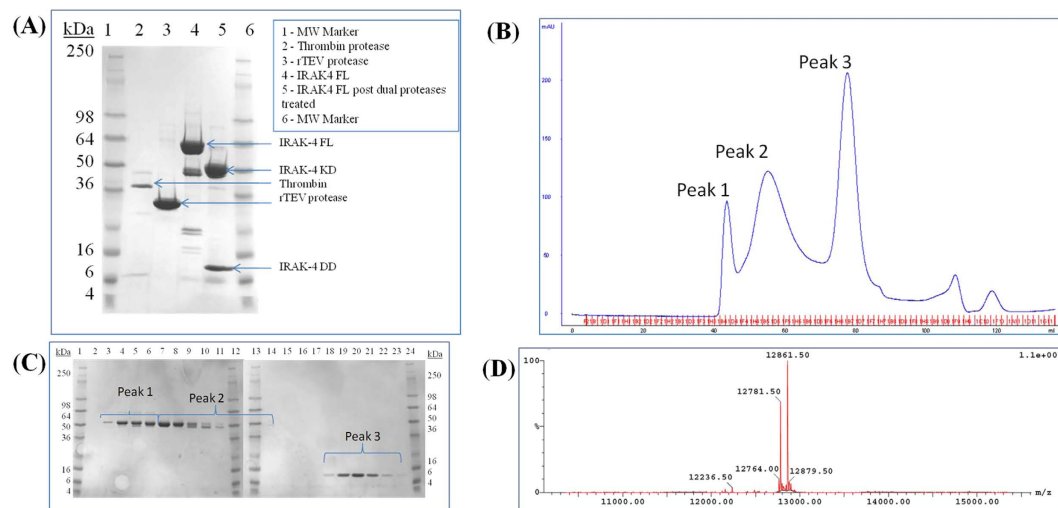 (A)
kDa 1 2 3 4 5 6
250
98
64
50
36
16
6
4
1 - MW Marker
2 - Thrombin protease
3 - rTEV protease
4 - IRAK4 FL
5 - IRAK4 FL post dual proteases
treated
6 - MW Marker
IRAK-4 FL
IRAK-4 KD
Thrombin
rTEV protease
IRAK-4 DD
(B)
mAU
200
150
100
50
0
Peak 1
Peak 2
Peak 3
0 20 40 60 80 100 120 ml
(C)
kDa 1 2 3 4 5 6 7 8 9 10 11 12 13 14 15 16 17 18 19 20 21 22 23 24 kDa
250
98
64
50
36
16
6
4
Peak 1
Peak 2
Peak 3
250
98
64
50
36
16
6
4
(D)
12861.50
1.1e+00
100
%
0
12781.50
12764.00
12879.50
12236.50
11000.00 12000.00 13000.00 14000.00 15000.00 m/z